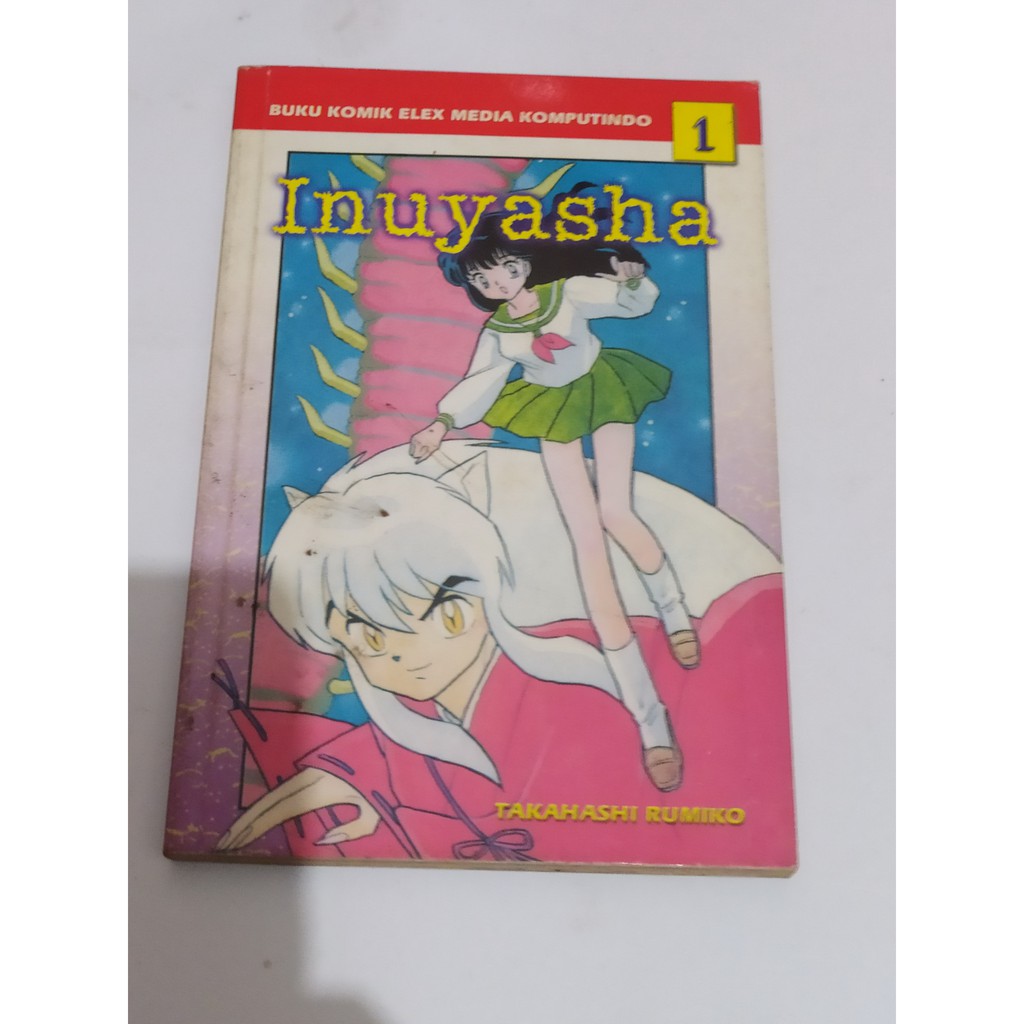 BUKU KOMIK ELEX MEDIA KOMPUTINDO
1
Inuyasha
TAKAHASHI RUMIKO